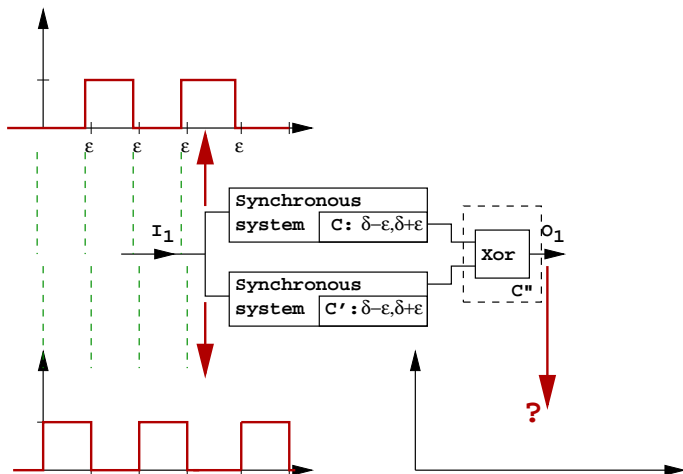 ε ε ε ε
Synchronous
system C: δ−ε,δ+ε
I1
Xor
O1
C"
Synchronous
system C': δ−ε,δ+ε
?